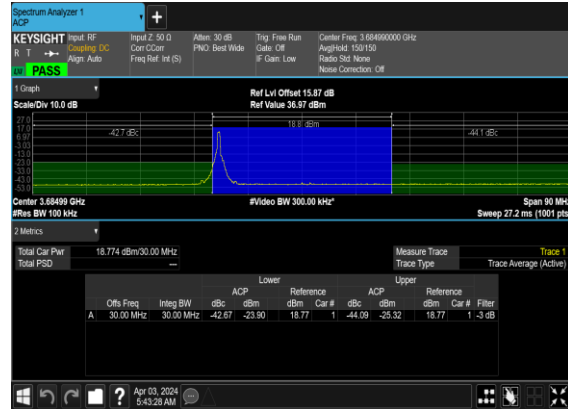 Spectrum Analyzer 1
ACP
KEYSIGHT Input: RF Input Z: 50 Ω Atten: 30 dB Trig: Free Run Center Freq: 3.684990000 GHz
R T Coupling: DC Corr CCorr PNO: Best Wide Gate: Off Avg|Hold: 150/150
Align: Auto Freq Ref: Int (S) IF Gain: Low Radio Std: None
Noise Correction: Off
PASS
1 Graph Ref Lvl Offset 15.87 dB
Scale/Div 10.0 dB Ref Value 36.97 dBm
27.0
17.0
6.97
-3.03
-13.0
-23.0
-33.0
-43.0
-53.0
-42.7 dBc 18.8 dBm -44.1 dBc
Center 3.68499 GHz #Video BW 300.00 kHz* Span 90 MHz
#Res BW 100 kHz Sweep 27.2 ms (1001 pts
2 Metrics
Total Car Pwr 18.774 dBm/30.00 MHz Measure Trace Trace 1
Total PSD --- Trace Type Trace Average (Active)
Lower Upper
ACP Reference ACP Reference
Offs Freq Integ BW dBc dBm dBm Car # dBc dBm dBm Car # Filter
A 30.00 MHz 30.00 MHz -42.67 -23.90 18.77 1 -44.09 -25.32 18.77 1 -3 dB
? Apr 03, 2024
5:43:28 AM